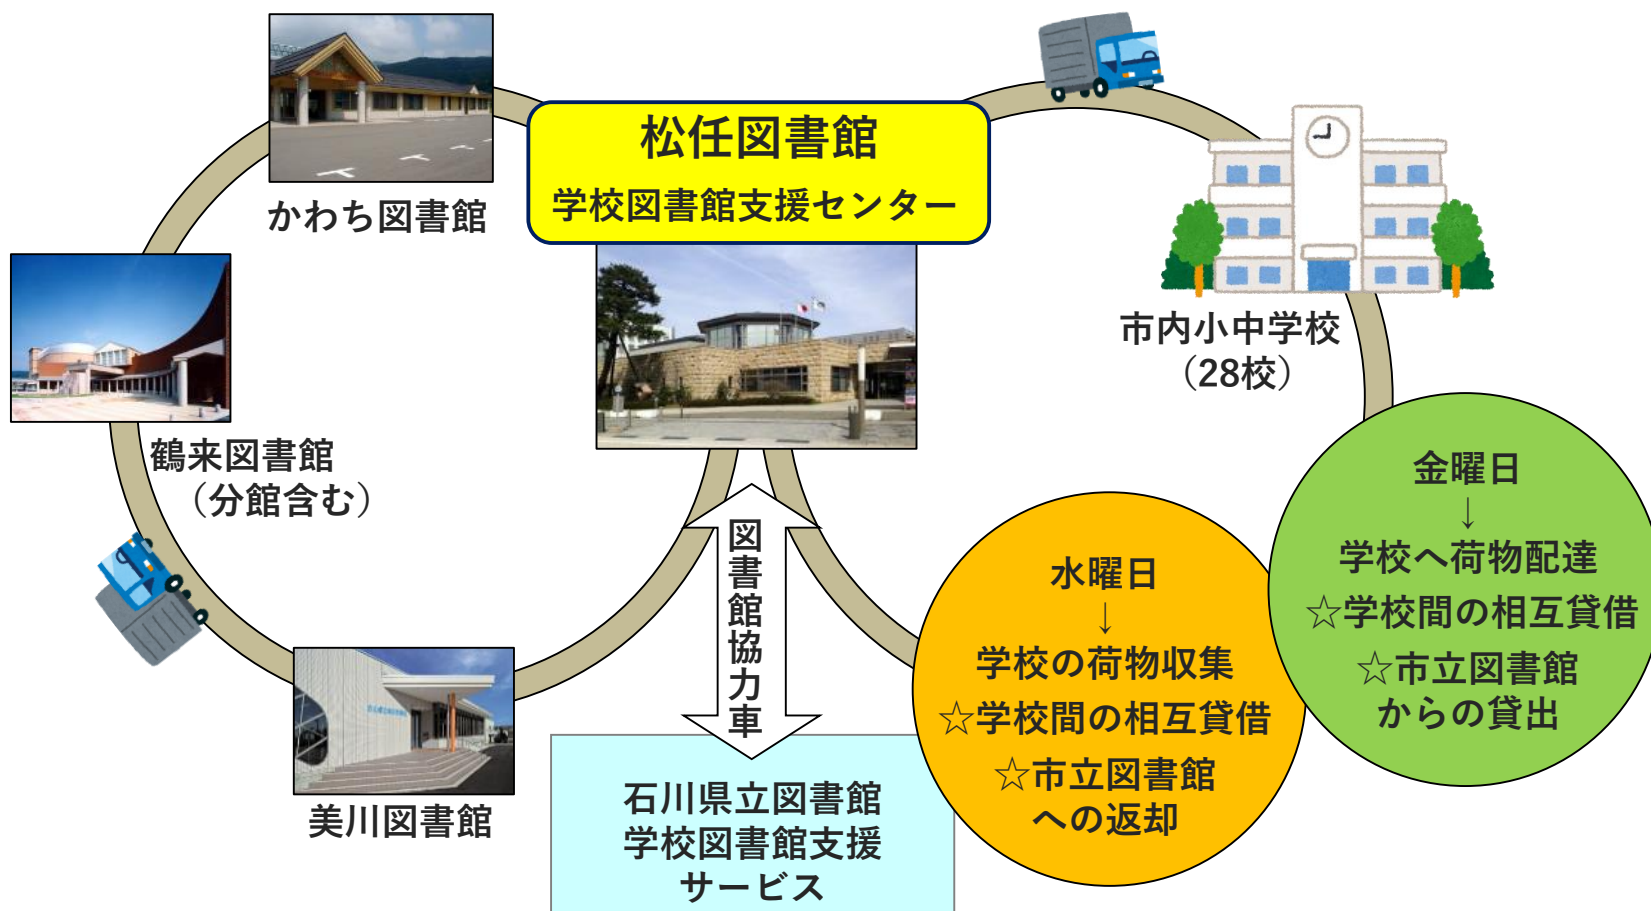 松任図書館
学校図書館支援センター
かわち図書館
鶴来図書館
（分館含む）
美川図書館
市内小中学校
（28校）
図書館協力車
石川県立図書館
学校図書館支援
サービス
水曜日
↓
学校の荷物収集
☆学校間の相互貸借
☆市立図書館
への返却
金曜日
↓
学校へ荷物配達
☆学校間の相互貸借
☆市立図書館
からの貸出